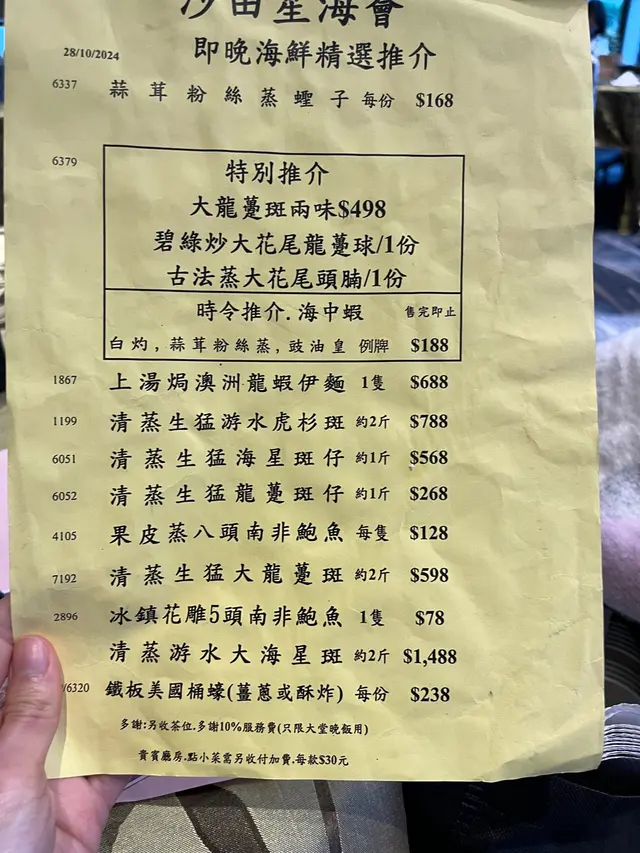 沙田星海會
28/10/2024 即晚海鮮精選推介
6337 蒜茸粉絲蒸蟶子 每份 $168
6379 特別推介
大龍躉斑兩味$498
碧綠炒大花尾龍躉球/1份
古法蒸大花尾頭腩/1份
時令推介.海中蝦 售完即止
白灼,蒜茸粉絲蒸,豉油皇 例牌 $188
1867 上湯焗澳洲龍蝦伊麵 1隻 $688
1199 清蒸生猛游水虎杉斑 約2斤 $788
6051 清蒸生猛海星斑仔 約1斤 $568
6052 清蒸生猛龍躉斑仔 約1斤 $268
4105 果皮蒸八頭南非鮑魚 每隻 $128
7192 清蒸生猛大龍躉斑 約2斤 $598
2896 冰鎮花雕5頭南非鮑魚 1隻 $78
清蒸游水大海星斑 約2斤 $1,488
/6320 鐵板美國桶蠔(薑蔥或酥炸) 每份 $238
多謝:另收茶位.多謝10%服務費(只限大堂晚飯用)
貴賓廳房.點小菜需另收付加費.每款$30元